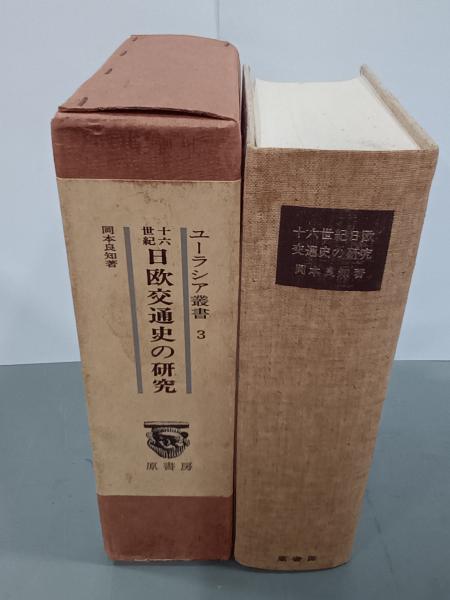 ユーラシア叢書 3
十六
世紀
日欧交通史の研究
岡本良知著
原書房
十六世紀日欧
交通史の研究
岡本良知著
原書房